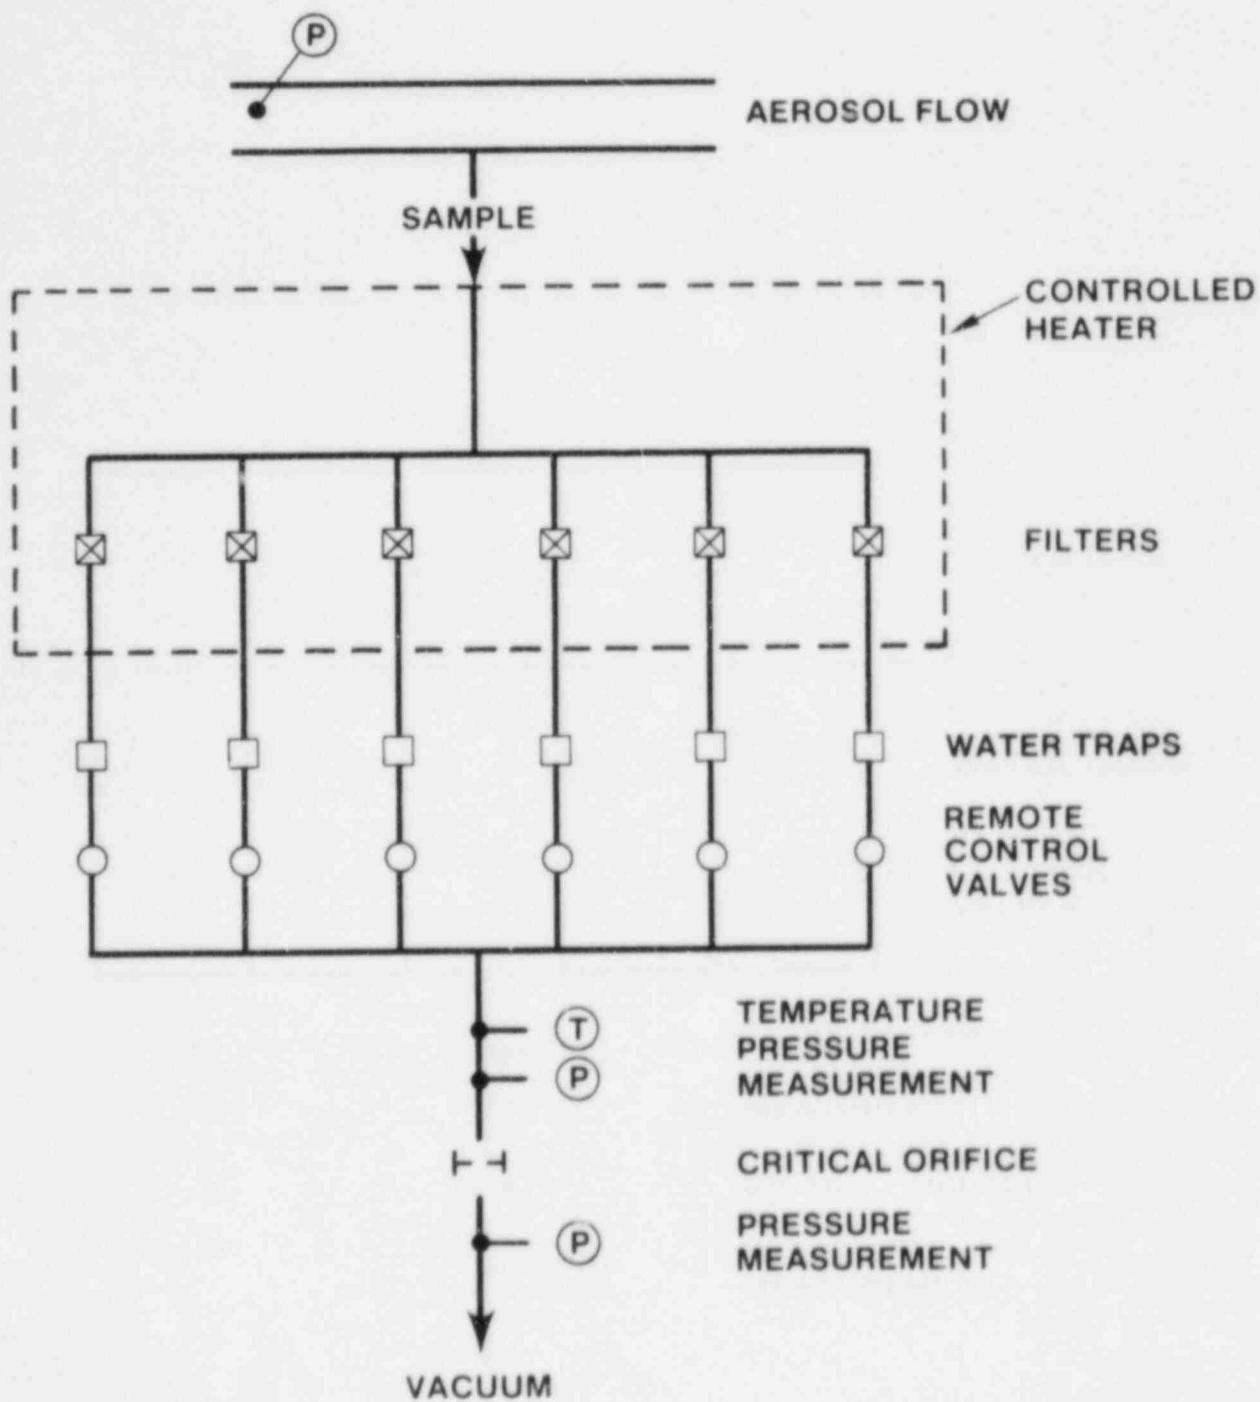 P
AEROSOL FLOW
SAMPLE
CONTROLLED
HEATER
FILTERS
WATER TRAPS
REMOTE
CONTROL
VALVES
T
P
TEMPERATURE
PRESSURE
MEASUREMENT
CRITICAL ORIFICE
P
PRESSURE
MEASUREMENT
VACUUM